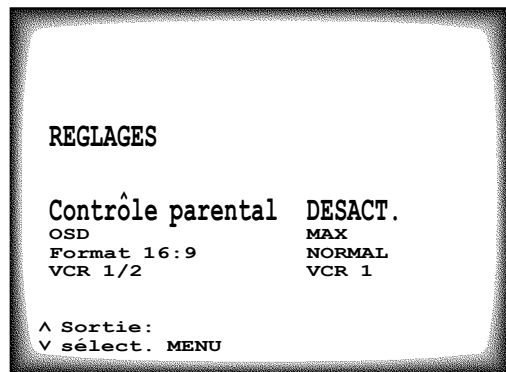 REGLAGES
Contrôle parental DESACT.
OSD MAX
Format 16:9 NORMAL
VCR 1/2 VCR 1
∧ Sortie:
∨ sélect. MENU